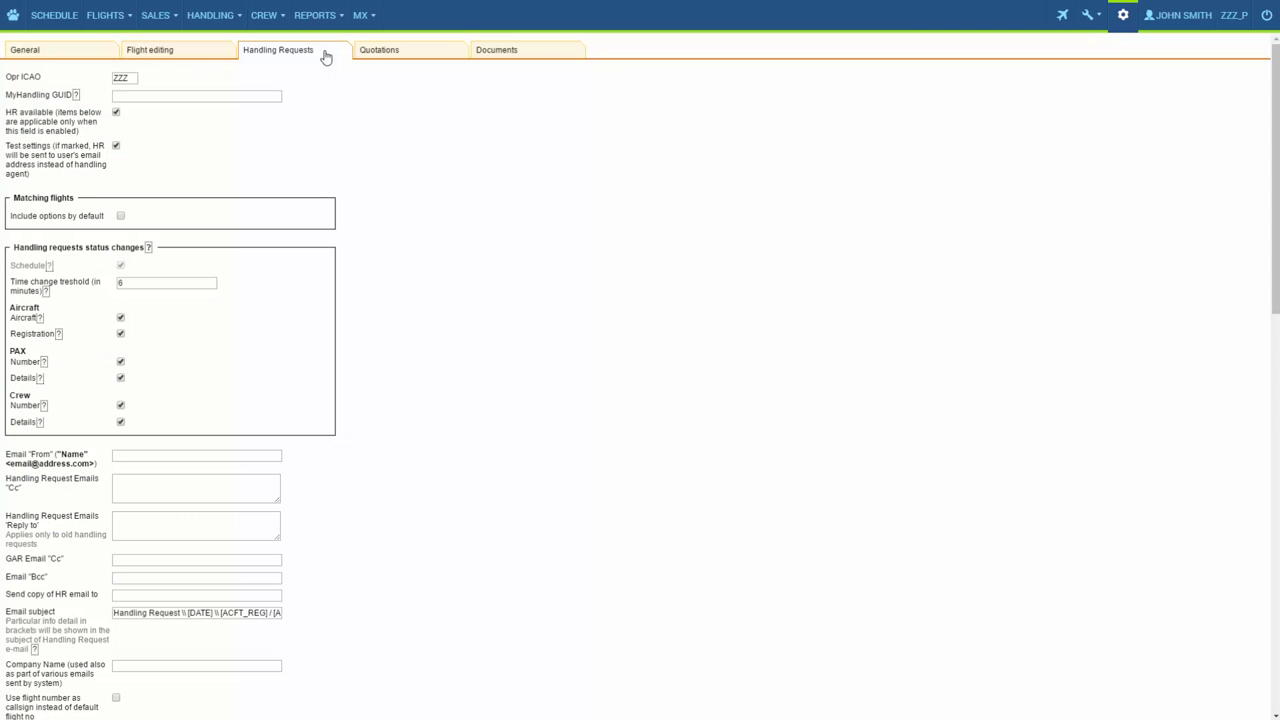 SCHEDULE FLIGHTS SALES HANDLING CREW REPORTS MX JOHN SMITH ZZZ_P
General Flight editing Handling Requests Quotations Documents
Opr ICAO ZZZ
MyHandling GUID?
HR available (items below
are applicable only when
this field is enabled)
Test settings (if marked, HR
will be sent to user's email
address instead of handling
agent)
Matching flights
Include options by default
Handling requests status changes?
Schedule?
Time change treshold (in
minutes)? 6
Aircraft
Aircraft?
Registration?
PAX
Number?
Details?
Crew
Number?
Details?
Email "From" ("Name"
<email@address.com>)
Handling Request Emails
"Cc"
Handling Request Emails
'Reply to'
Applies only to old handling
requests
GAR Email "Cc"
Email "Bcc"
Send copy of HR email to
Email subject Handling Request \\ [DATE] \\ [ACFT_REG] / [A
Particular info detail in
brackets will be shown in the
subject of Handling Request
e-mail ?
Company Name (used also
as part of various emails
sent by system)
Use flight number as
callsign instead of default
flight no